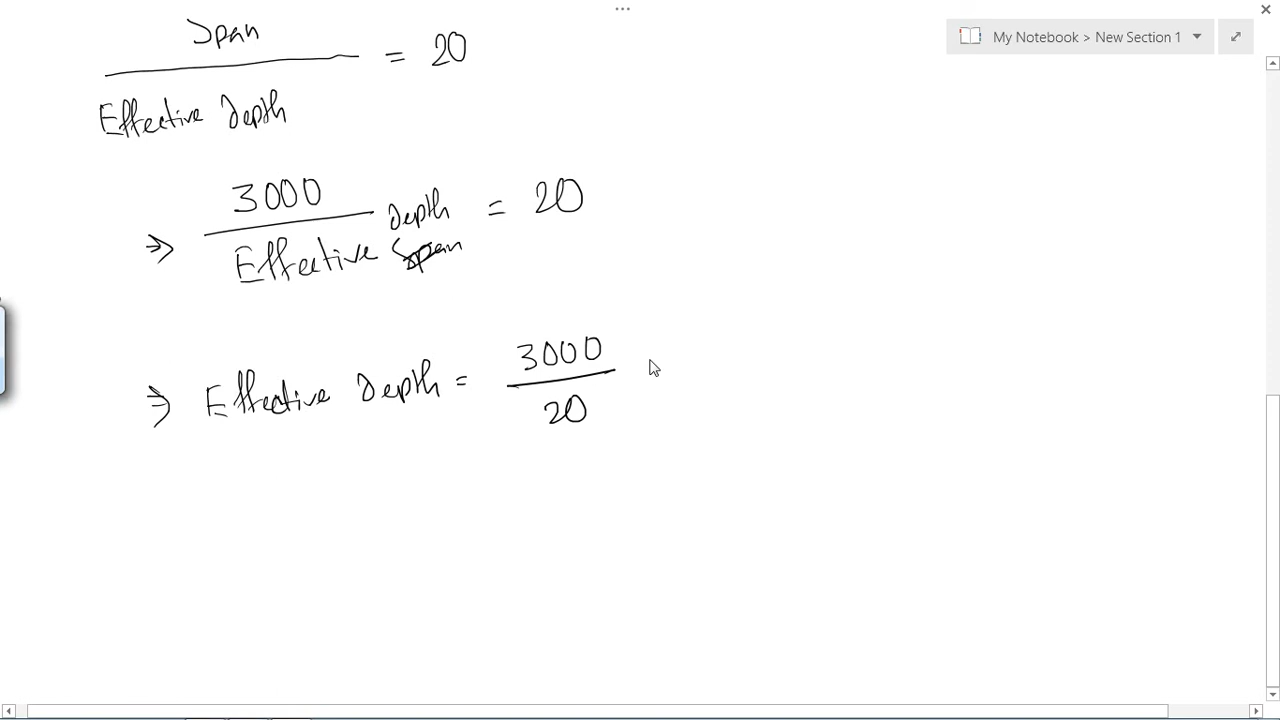 My Notebook > New Section 1
Span
= 20
Effective Depth
3000
Depth = 20
⇒
Effective Span
⇒ Effective Depth = 3000
20